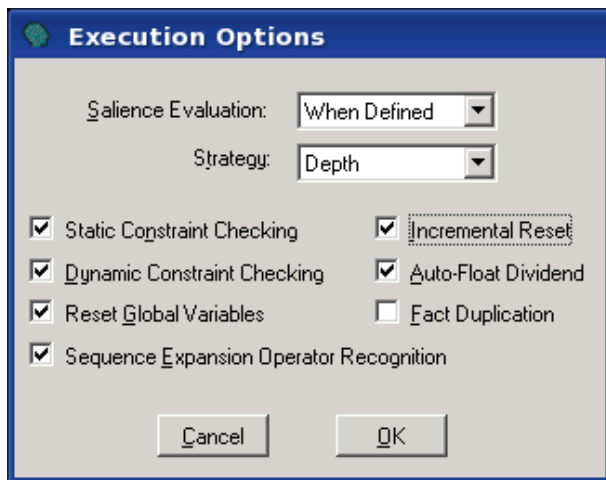 Execution Options
Salience Evaluation: When Defined
Strategy: Depth
Static Constraint Checking Incremental Reset
Dynamic Constraint Checking Auto-Float Dividend
Reset Global Variables Fact Duplication
Sequence Expansion Operator Recognition
Cancel OK